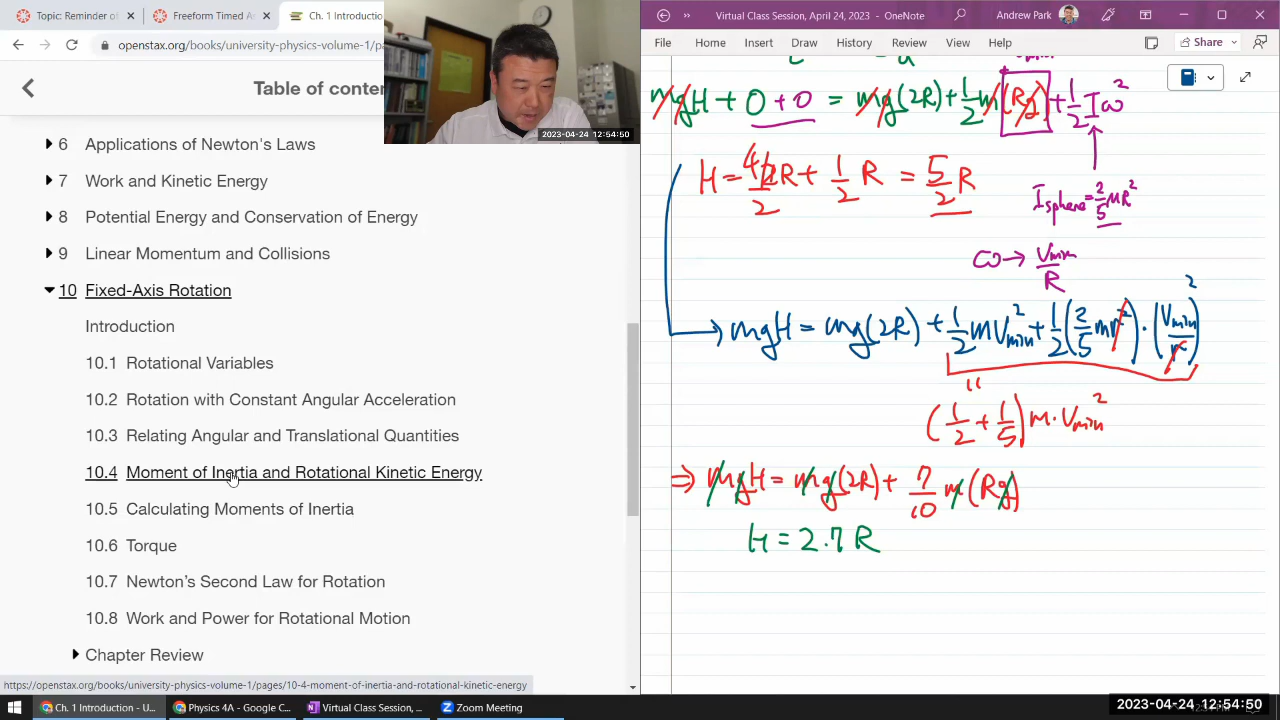 Topic Reminder for
Freeform Timed As
Ch. 1 Introduction
openstax.org/books/university-physics-volume-1/pa
Table of conten
6 Applications of Newton's Laws
7 Work and Kinetic Energy
8 Potential Energy and Conservation of Energy
9 Linear Momentum and Collisions
10 Fixed-Axis Rotation
Introduction
10.1 Rotational Variables
10.2 Rotation with Constant Angular Acceleration
10.3 Relating Angular and Translational Quantities
10.4 Moment of Inertia and Rotational Kinetic Energy
10.5 Calculating Moments of Inertia
10.6 Torque
10.7 Newton’s Second Law for Rotation
10.8 Work and Power for Rotational Motion
Chapter Review
https://openstax.org/books/university-physics-volume-1/pages/10-4-moment-of-inertia-and-rotational-kinetic-energy
2023-04-24 12:54:50
Virtual Class Session, April 24, 2023 - OneNote
Andrew Park
File Home Insert Draw History Review View Help
Share
mgH + 0 + 0 = mg(2R) + 1/2 m(Rg) + 1/2 Iω²
H = 4/2 R + 1/2 R = 5/2 R
I sphere = 2/5 MR²
ω → Vmin/R
mgH = mg(2R) + 1/2 mVmin² + 1/2 (2/5 mr²) · (Vmin/r)²
"
(1/2 + 1/5) m · Vmin²
⇒ mgH = mg(2R) + 7/10 m(Rg)
H = 2.7 R
Ch. 1 Introduction - U...
Physics 4A - Google C...
Virtual Class Session, ...
Zoom Meeting
2023-04-24 12:54:50